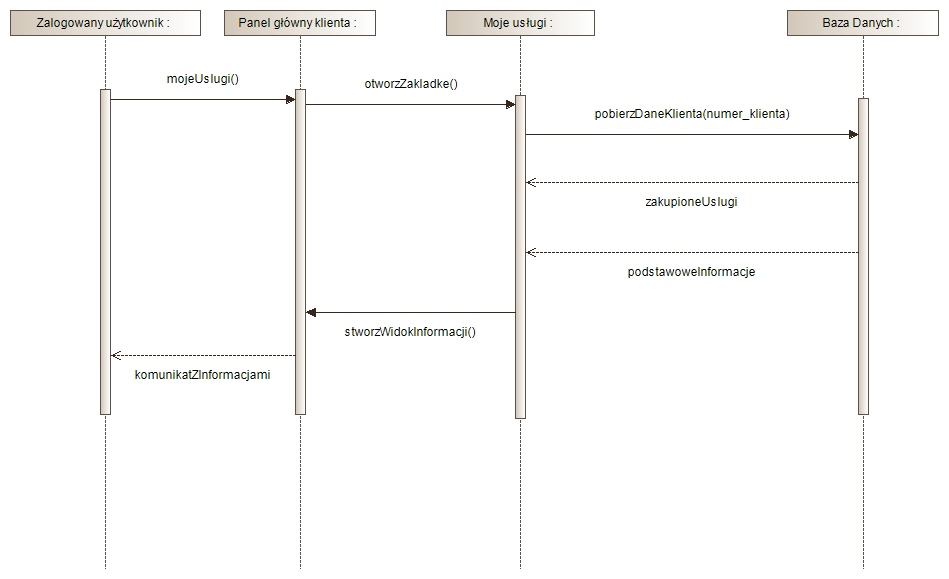 Zalogowany użytkownik :
Panel główny klienta :
Moje usługi :
Baza Danych :
mojeUslugi()
otworzZakladke()
pobierzDaneKlienta(numer_klienta)
zakupioneUslugi
podstawoweInformacje
stworzWidokInformacji()
komunikatZInformacjami